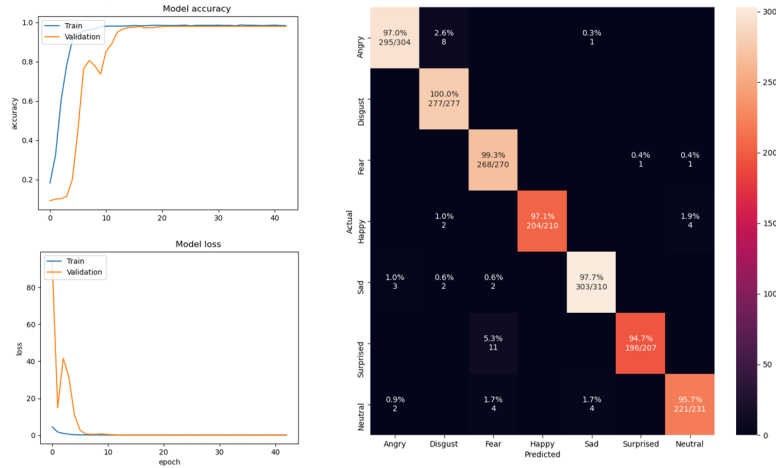 Model accuracy
Train
Validation
1.0
0.8
0.6
0.4
0.2
accuracy
0
10
20
30
40
Model loss
Train
Validation
80
60
40
20
0
loss
0
10
20
30
40
epoch
Actual
Angry
97.0%
295/304
2.6%
8
0.3%
1
Disgust
100.0%
277/277
Fear
99.3%
268/270
0.4%
1
0.4%
1
Happy
1.0%
2
97.1%
204/210
1.9%
4
Sad
1.0%
3
0.6%
2
0.6%
2
97.7%
303/310
Surprised
5.3%
11
94.7%
196/207
Neutral
0.9%
2
1.7%
4
1.7%
4
95.7%
221/231
Angry
Disgust
Fear
Happy
Sad
Surprised
Neutral
Predicted
300
250
200
150
100
50
0